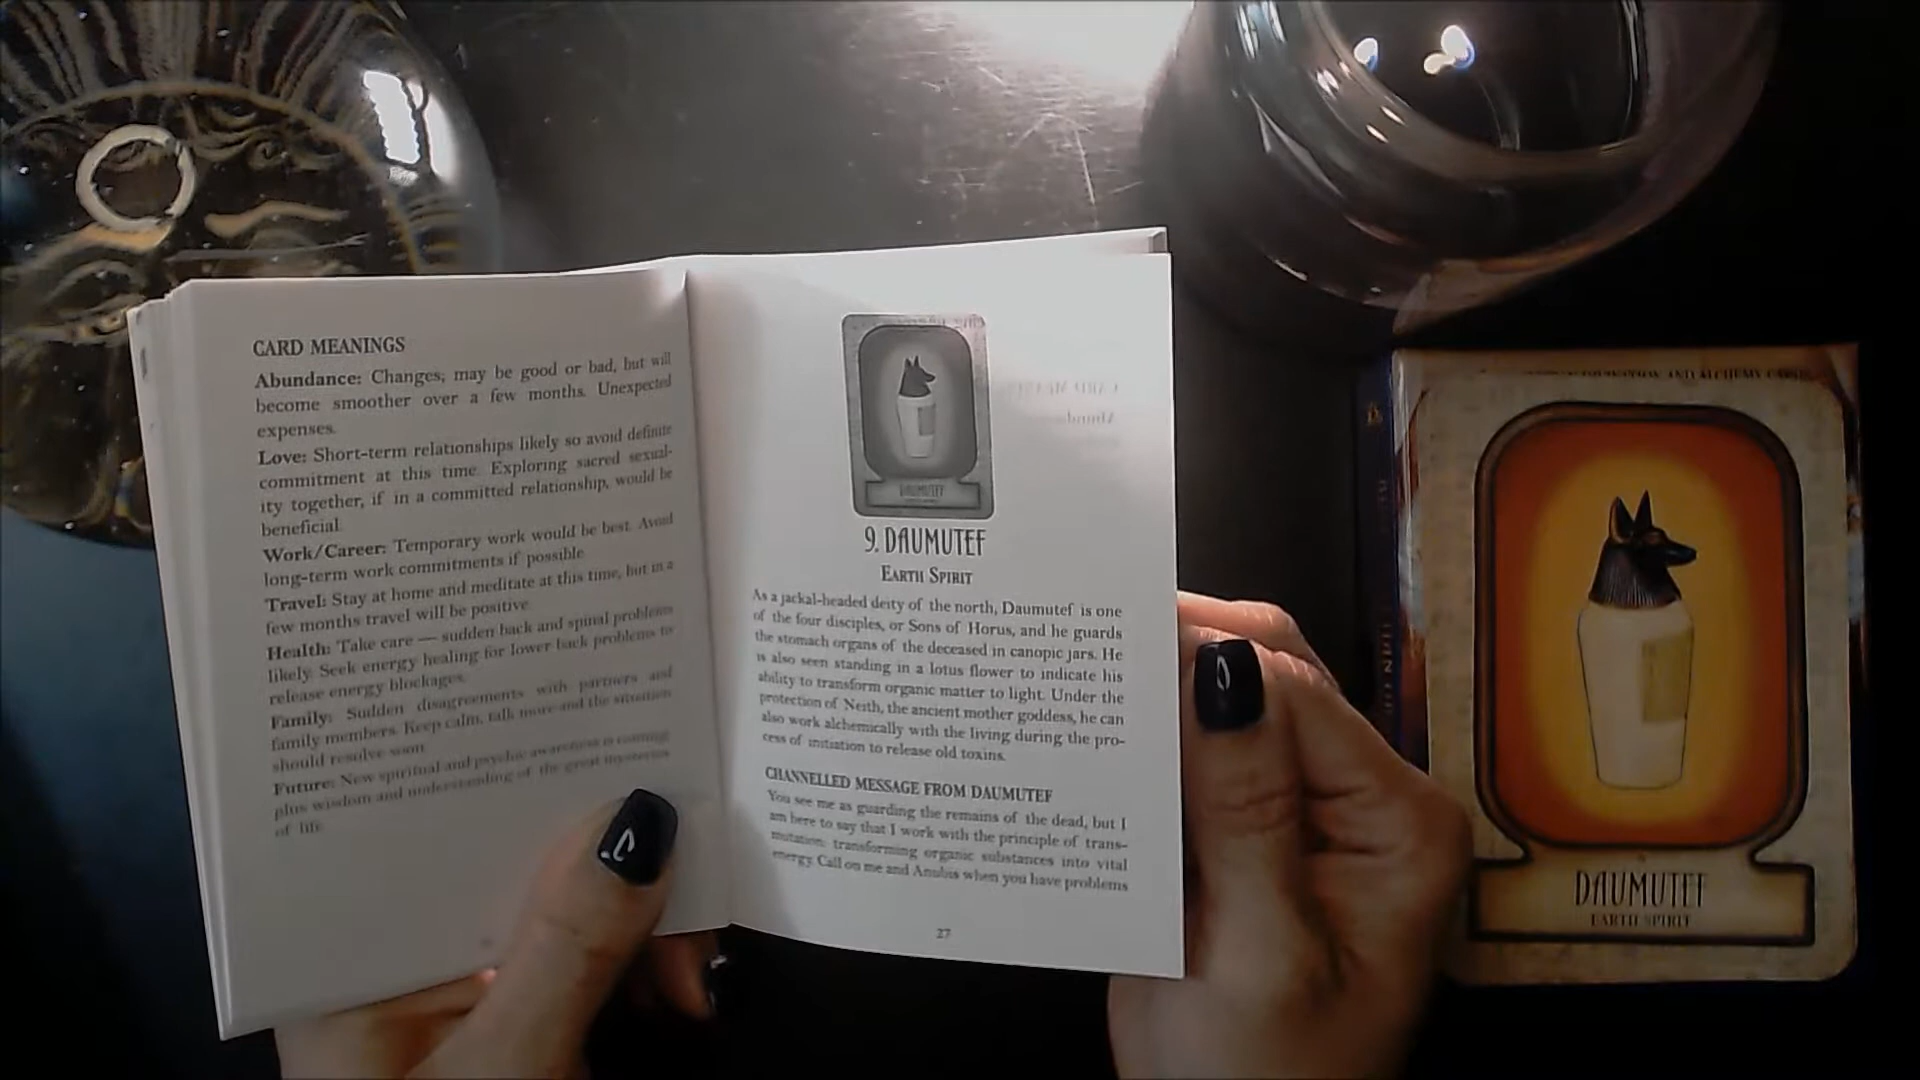 CARD MEANINGS
Abundance: Changes; may be good or bad, but will
become smoother over a few months. Unexpected
expenses.
Love: Short-term relationships likely so avoid definite
commitment at this time. Exploring sacred sexual-
ity together, if in a committed relationship, would be
beneficial.
Work/Career: Temporary work would be best. Avoid
long-term work commitments if possible.
Travel: Stay at home and meditate at this time, but in a
few months travel will be positive.
Health: Take care — sudden back and spinal problems
likely. Seek energy healing for lower back problems to
release energy blockages.
Family: Sudden disagreements with partners and
family members. Keep calm, talk more and the situation
should resolve soon.
Future: New spiritual and psychic awareness is coming
plus wisdom and understanding of the great mysteries
of life.
DAUMUTEF
9. DAUMUTEF
EARTH SPIRIT
As a jackal-headed deity of the north, Daumutef is one
of the four disciples, or Sons of Horus, and he guards
the stomach organs of the deceased in canopic jars. He
is also seen standing in a lotus flower to indicate his
ability to transform organic matter to light. Under the
protection of Neith, the ancient mother goddess, he can
also work alchemically with the living during the pro-
cess of initiation to release old toxins.
CHANNELLED MESSAGE FROM DAUMUTEF
You see me as guarding the remains of the dead, but I
am here to say that I work with the principle of trans-
mutation: transforming organic substances into vital
energy. Call on me and Anubis when you have problems
27
AND ALCHEMY
DAUMUTEF
EARTH SPIRIT